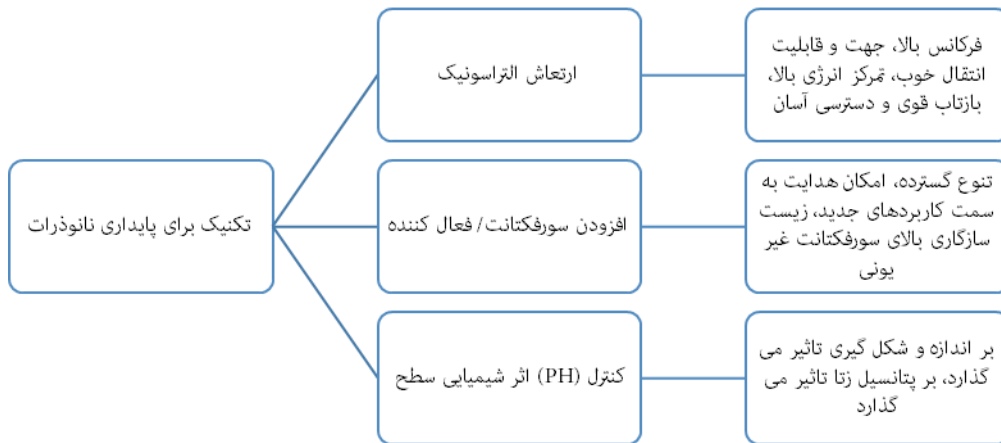 تکنیک برای پایداری نانوذرات
ارتعاش التراسونیک
فرکانس بالا، جهت و قابلیت
انتقال خوب، تمرکز انرژی بالا،
بازتاب قوی و دسترسی آسان
افزودن سورفکتانت/ فعال کننده
تنوع گسترده، امکان هدایت به
سمت کاربردهای جدید، زیست
سازگاری بالای سورفکتانت غیر
یونی
کنترل (PH) اثر شیمیایی سطح
بر اندازه و شکل گیری تاثیر می
گذارد، بر پتانسیل زتا تاثیر می
گذارد